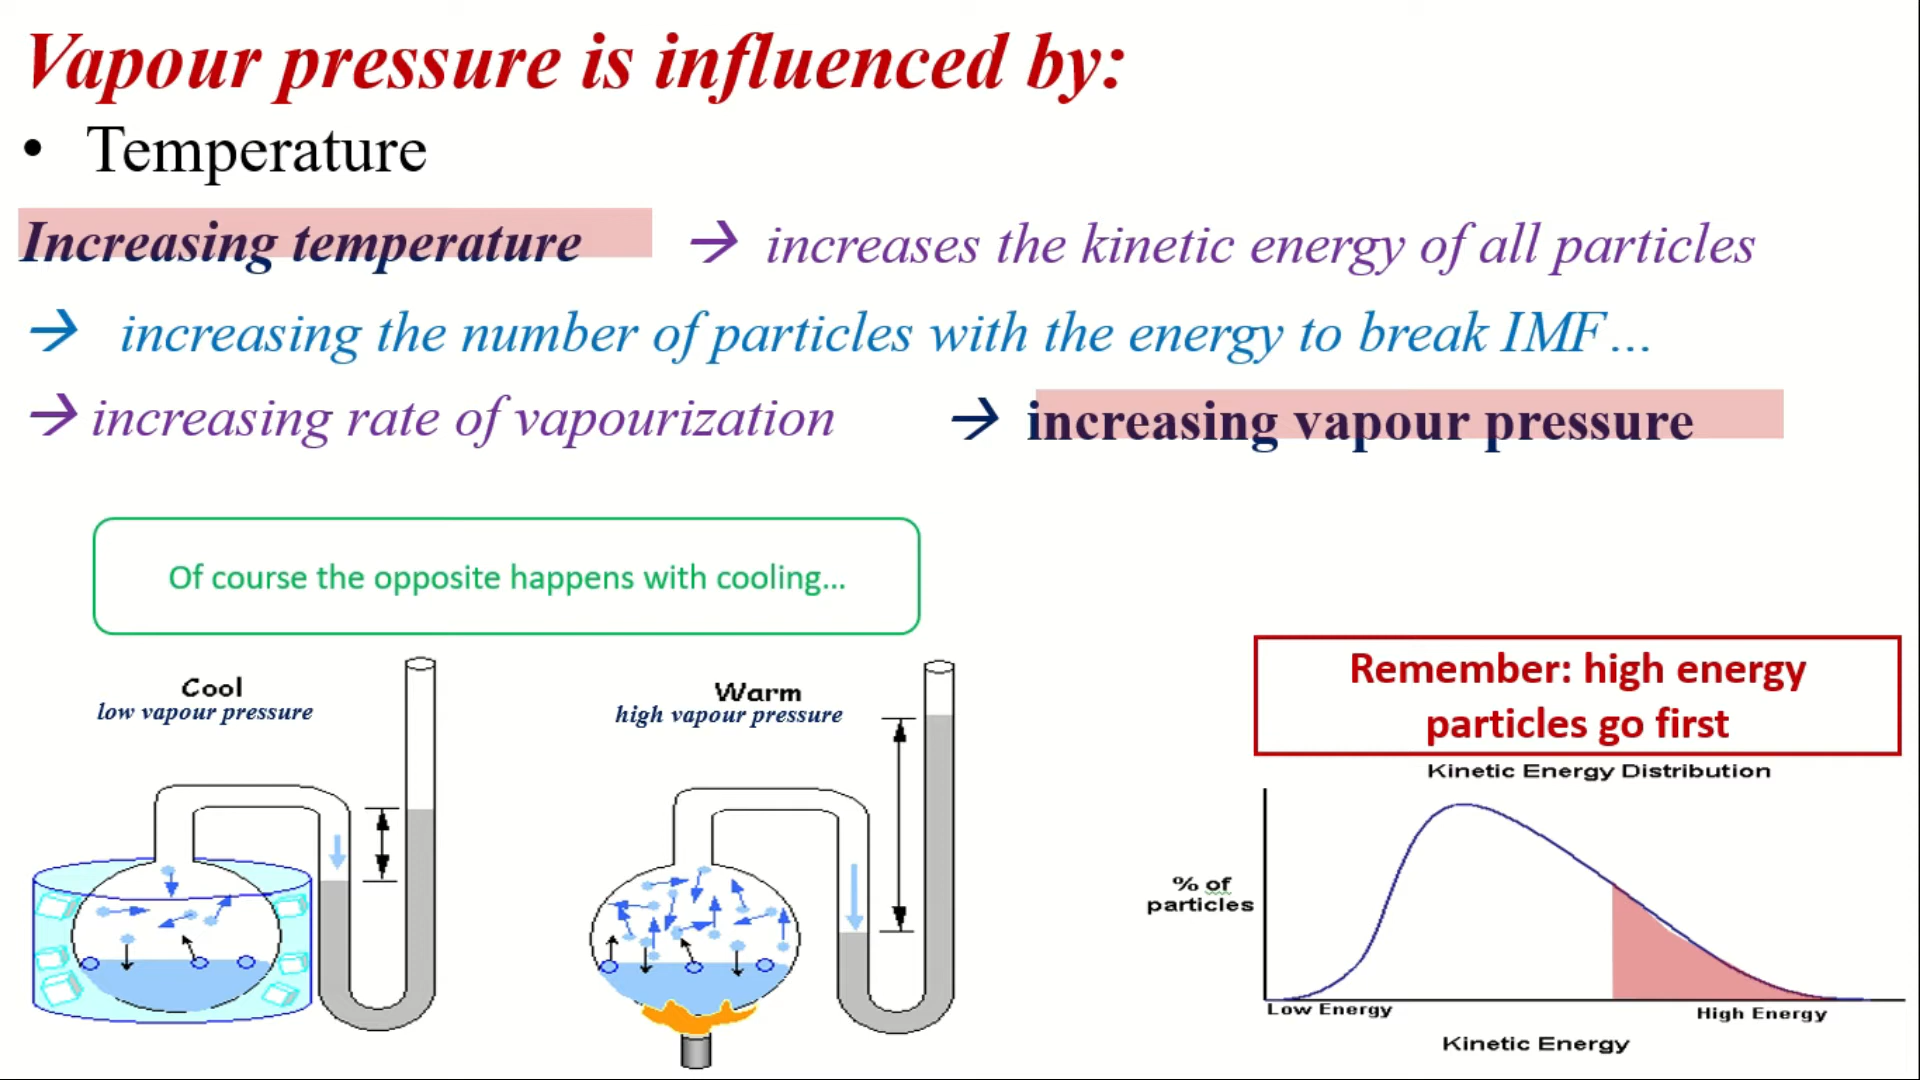 Vapour pressure is influenced by:
• Temperature
Increasing temperature → increases the kinetic energy of all particles
→ increasing the number of particles with the energy to break IMF…
→ increasing rate of vapourization → increasing vapour pressure
Of course the opposite happens with cooling…
Cool
low vapour pressure
Warm
high vapour pressure
Remember: high energy
particles go first
Kinetic Energy Distribution
% of
particles
Low Energy
High Energy
Kinetic Energy